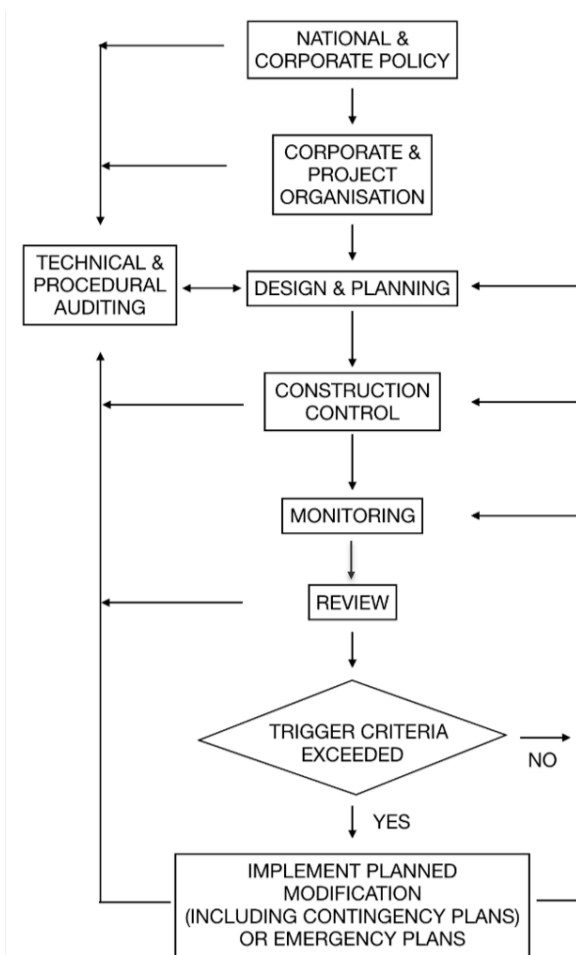 NATIONAL &
CORPORATE POLICY
CORPORATE &
PROJECT
ORGANISATION
TECHNICAL &
PROCEDURAL
AUDITING
DESIGN & PLANNING
CONSTRUCTION
CONTROL
MONITORING
REVIEW
TRIGGER CRITERIA
EXCEEDED
NO
YES
IMPLEMENT PLANNED
MODIFICATION
(INCLUDING CONTINGENCY PLANS)
OR EMERGENCY PLANS